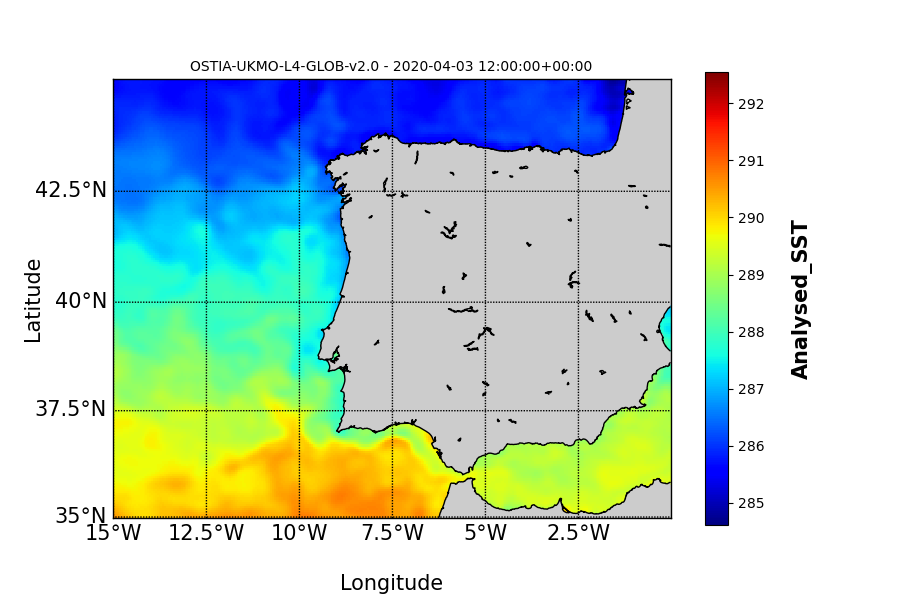 OSTIA-UKMO-L4-GLOB-v2.0 - 2020-04-03 12:00:00+00:00
42.5°N
40°N
37.5°N
35°N
15°W 12.5°W 10°W 7.5°W 5°W 2.5°W
Longitude
Latitude
292
291
290
289
288
287
286
285
Analysed_SST